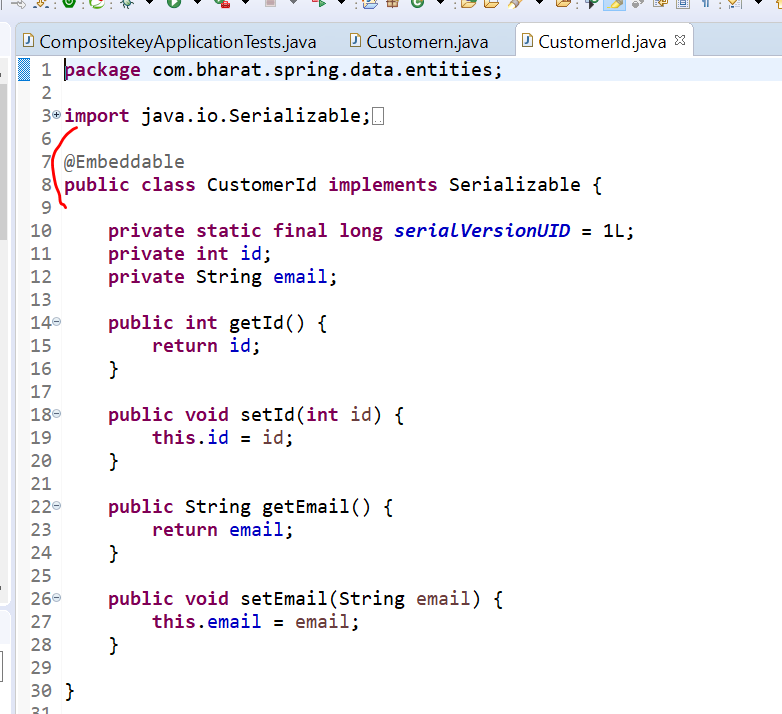 CompositekeyApplicationTests.java Customern.java CustomerId.java
1 package com.bharat.spring.data.entities;
2
3 import java.io.Serializable;
6
7 @Embeddable
8 public class CustomerId implements Serializable {
9
10 private static final long serialVersionUID = 1L;
11 private int id;
12 private String email;
13
14 public int getId() {
15 return id;
16 }
17
18 public void setId(int id) {
19 this.id = id;
20 }
21
22 public String getEmail() {
23 return email;
24 }
25
26 public void setEmail(String email) {
27 this.email = email;
28 }
29
30 }
31